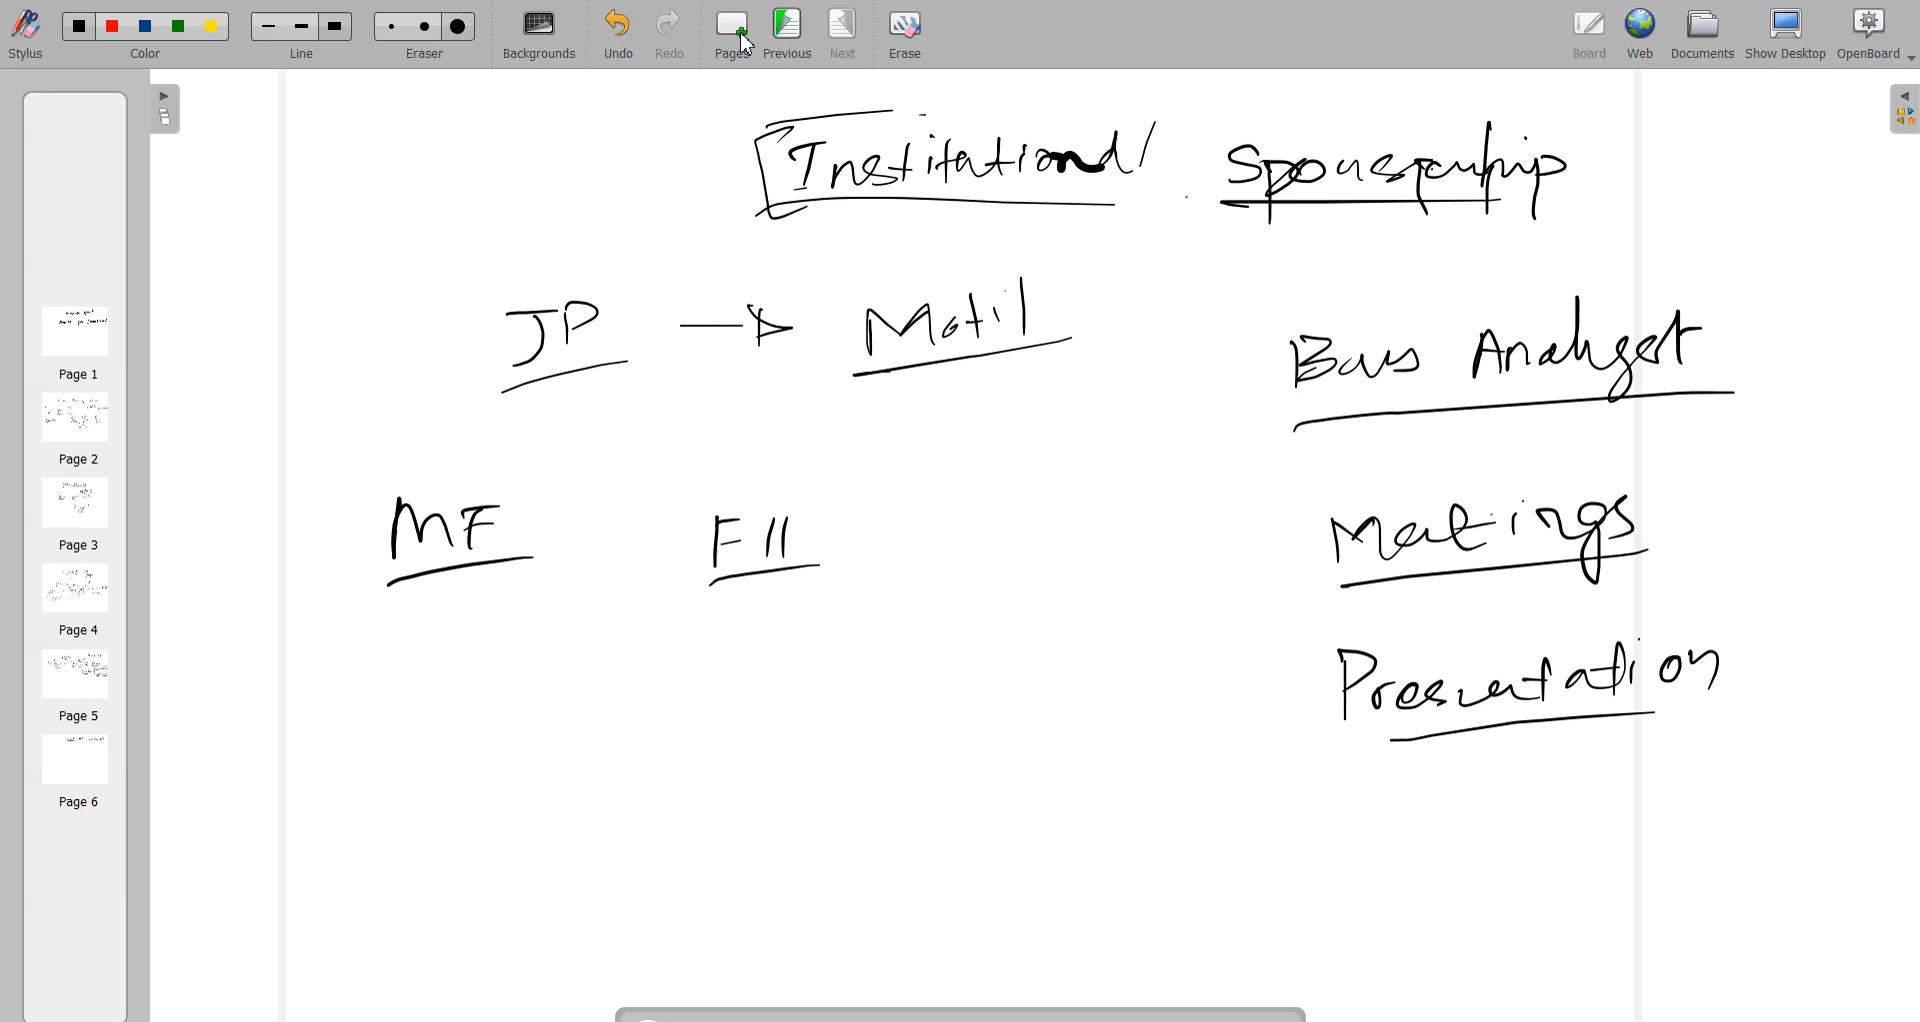 Stylus Color Line Eraser Backgrounds Undo Redo Pages Previous Next Erase Board Web Documents Show Desktop OpenBoard
Institutional Sponsership
JP → Motil
Bus Analyst
MF FII
Meetings
Presentation
Page 1
Page 2
Page 3
Page 4
Page 5
Page 6